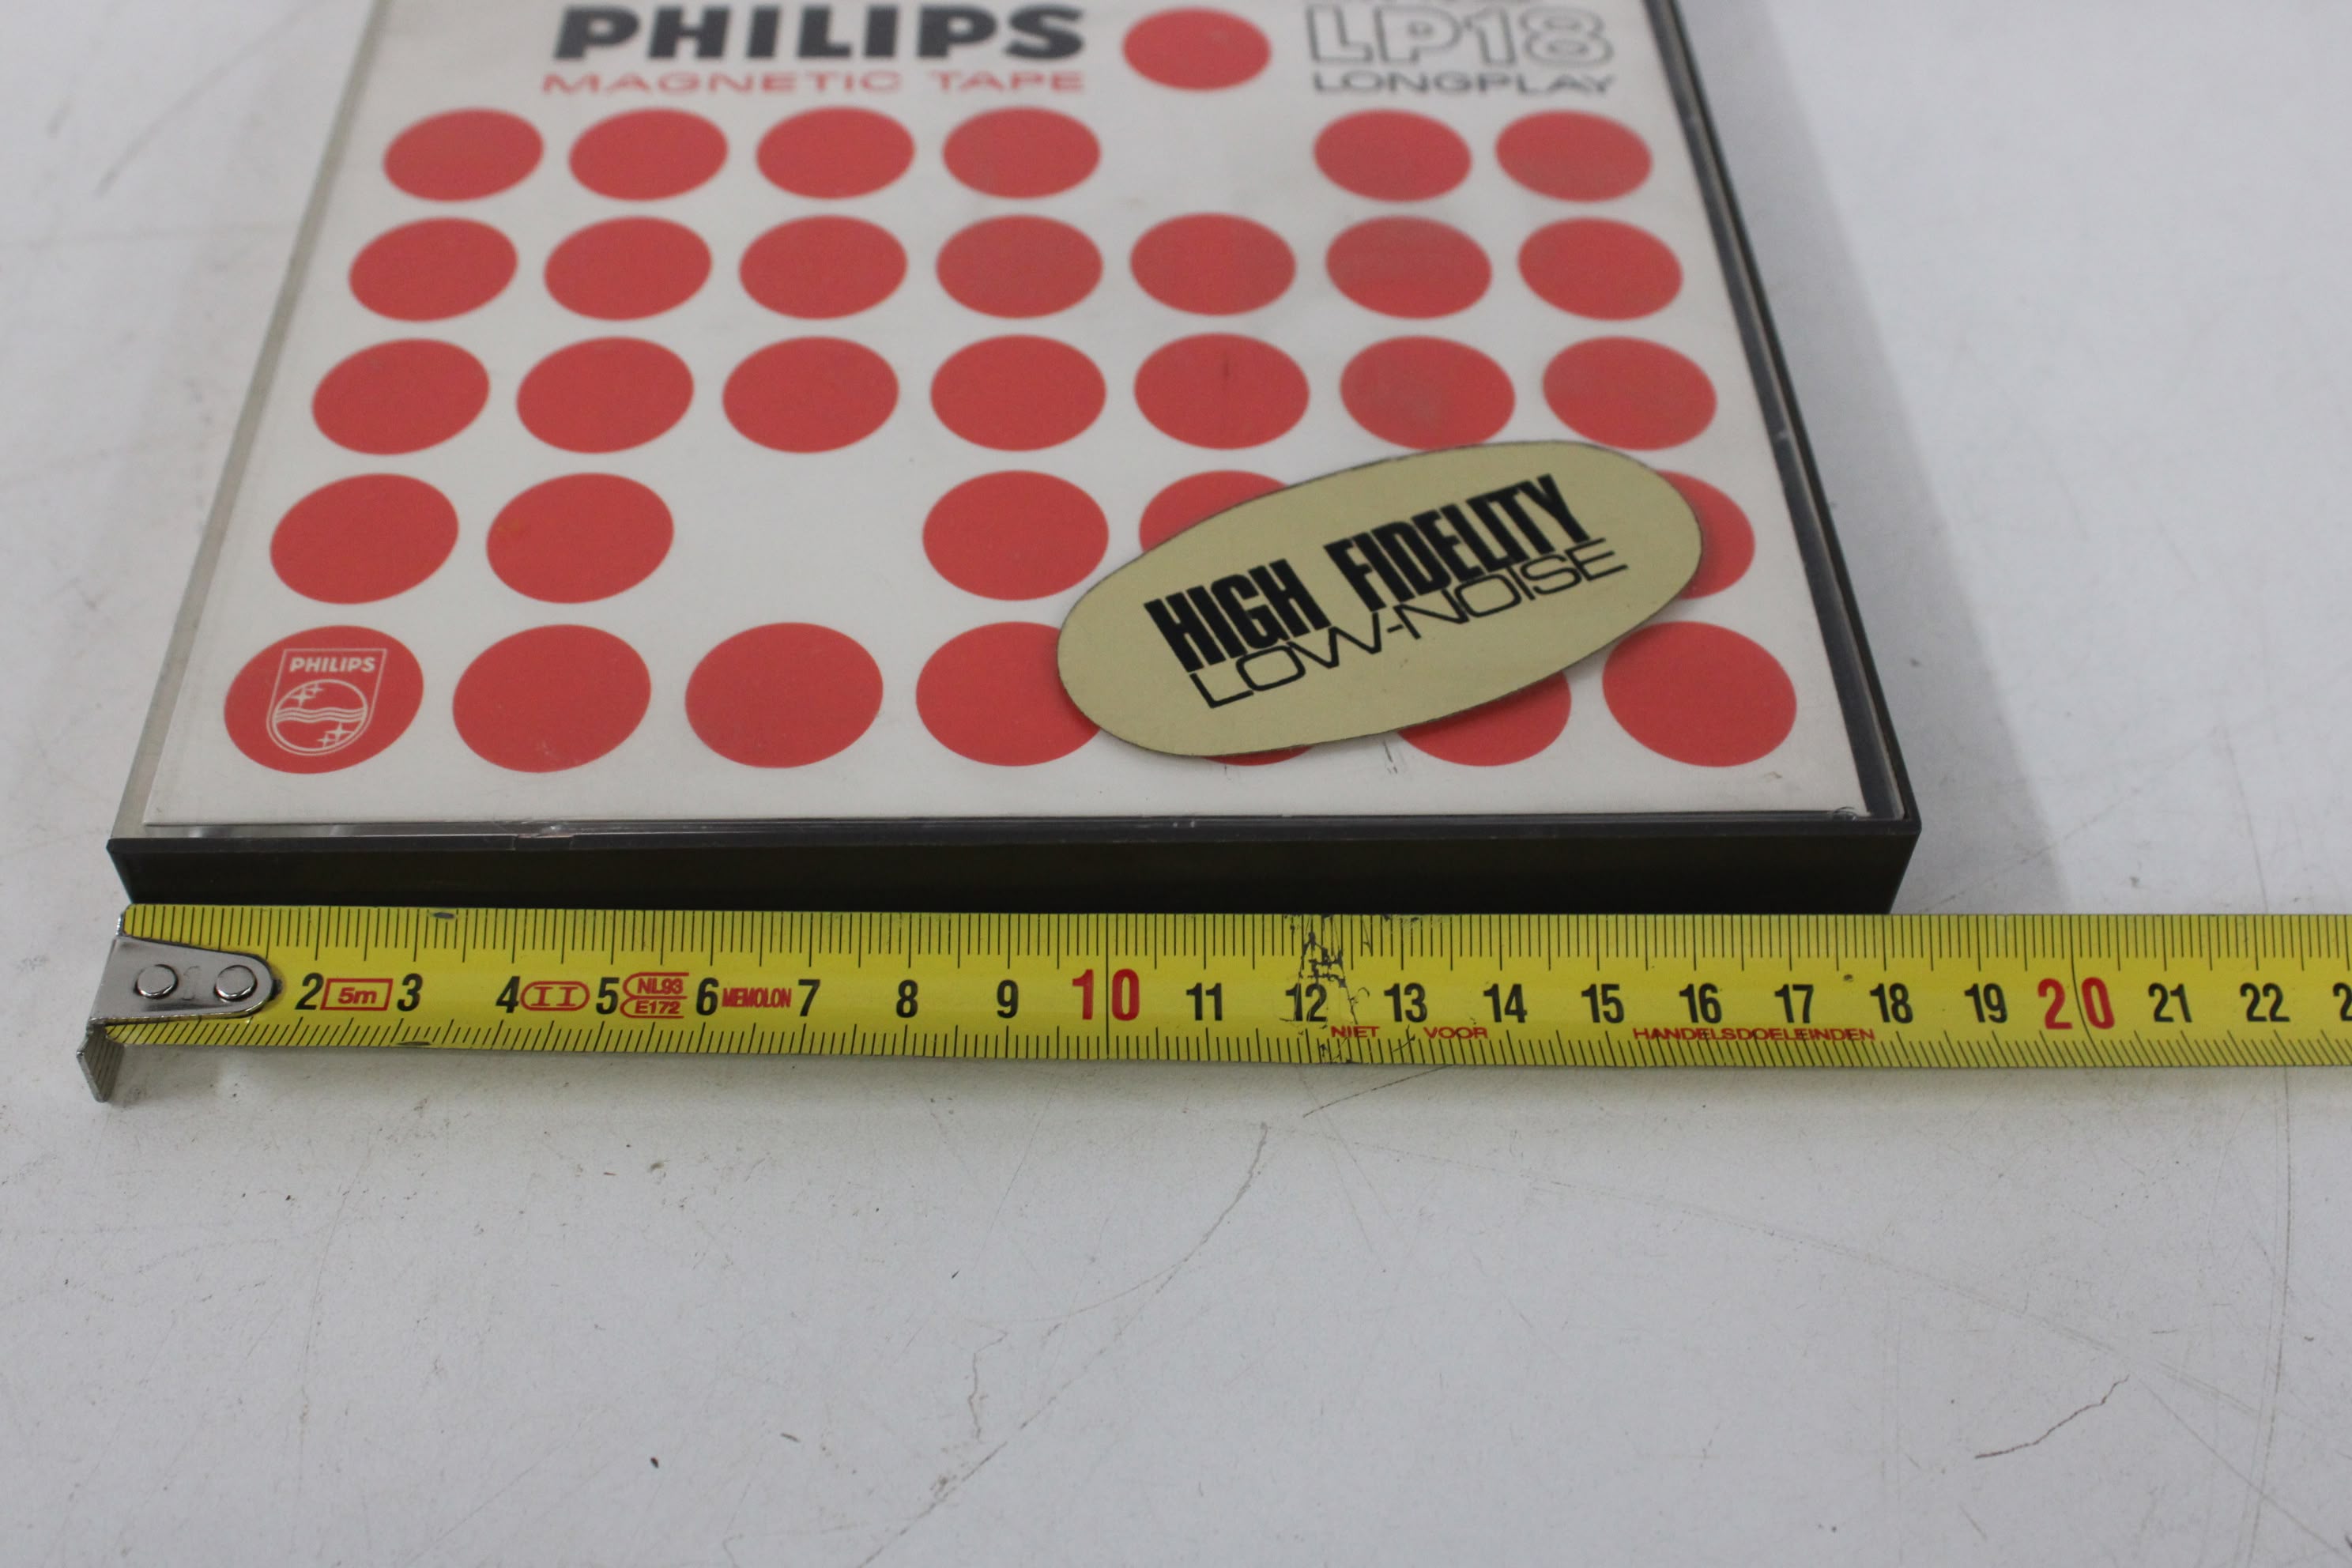 PHILIPS
MAGNETIC TAPE
LP18
LONGPLAY
HIGH FIDELITY
LOW-NOISE
PHILIPS
1 2 5m 3 4 II 5 NL93 E172 6 MEMOLON 7 8 9 10 11 12 13 14 15 16 17 18 19 20 21 22
NIET VOOR HANDELSDOELEINDEN